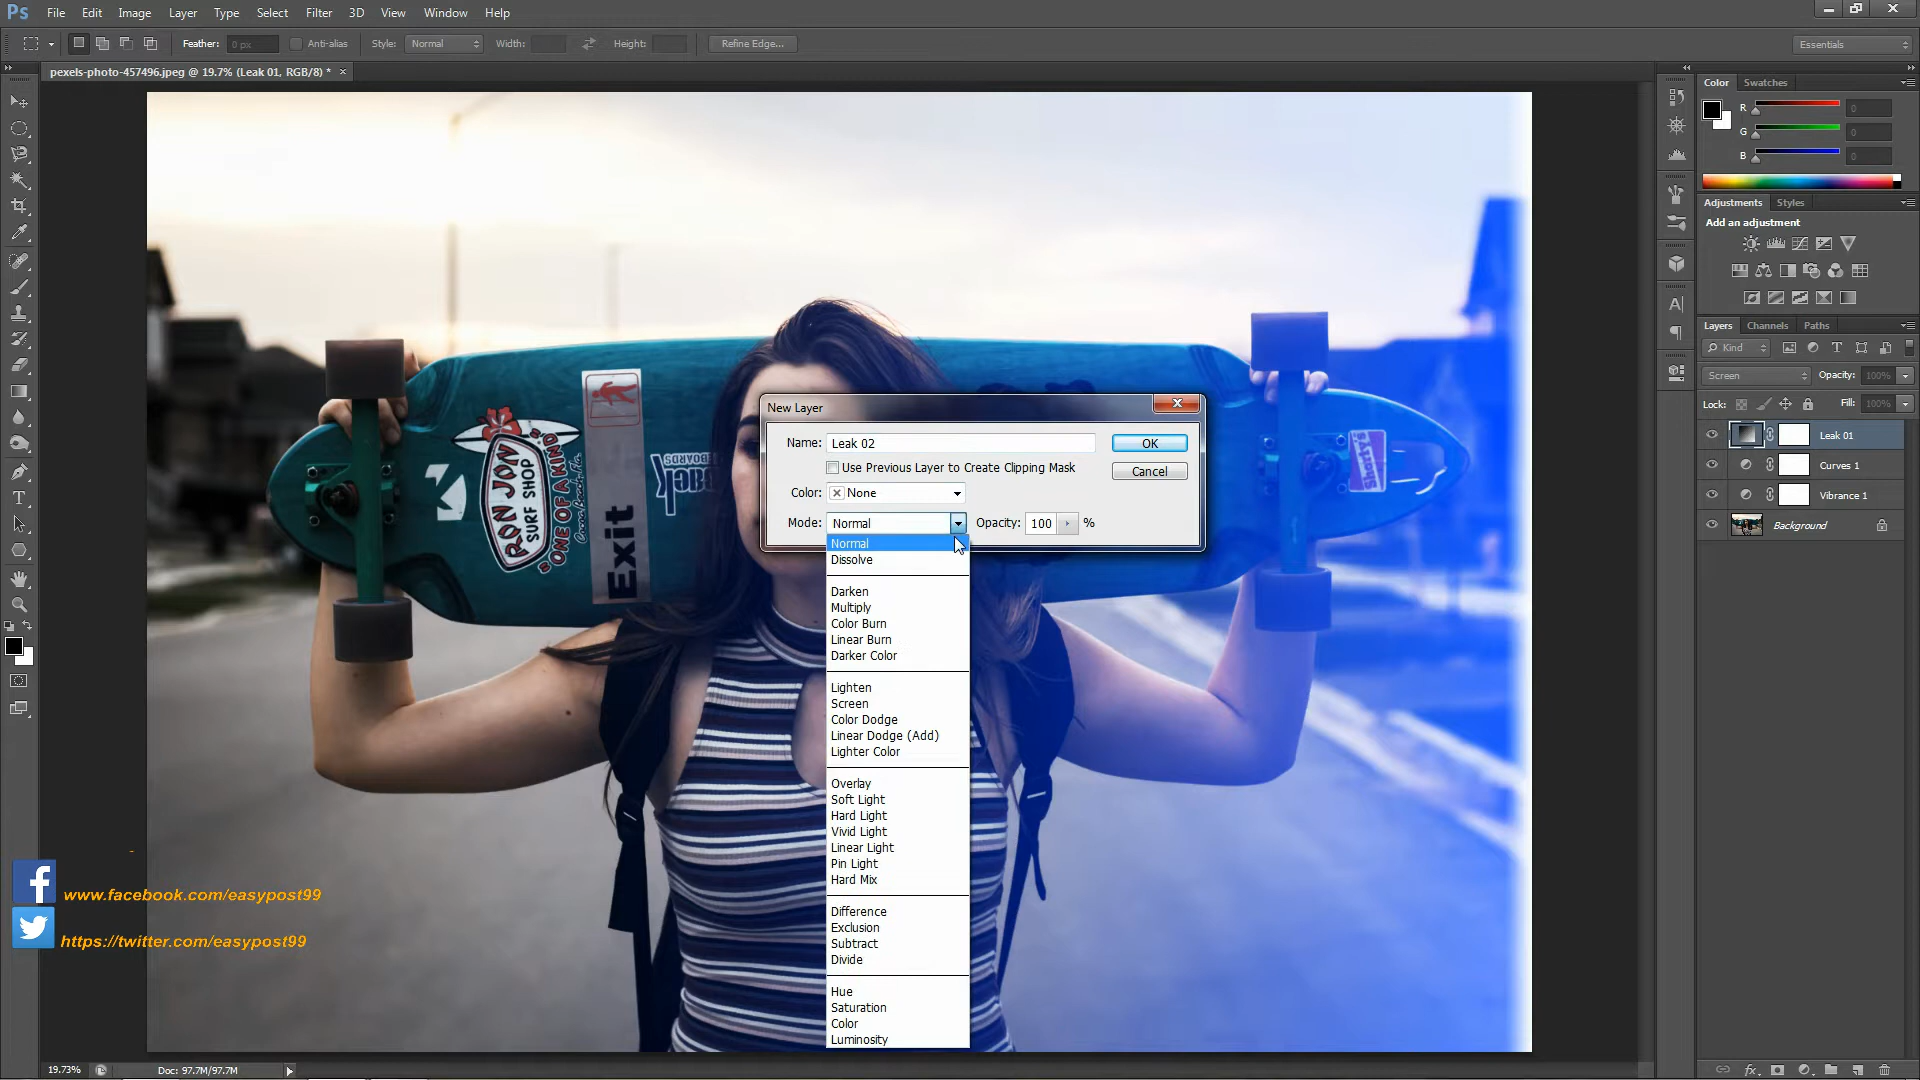 Ps File Edit Image Layer Type Select Filter 3D View Window Help
Feather: 0 px Anti-alias Style: Normal Width: Height: Refine Edge... Essentials
pexels-photo-457496.jpeg @ 19.7% (Leak 01, RGB/8) * ×
Color Swatches
R 0
G 0
B 0
Adjustments Styles
Add an adjustment
Layers Channels Paths
Kind
Screen Opacity: 100%
Lock: Fill: 100%
Leak 01
Curves 1
Vibrance 1
Background
New Layer
Name: Leak 02 OK
Use Previous Layer to Create Clipping Mask Cancel
Color: None
Mode: Normal Opacity: 100 %
Normal
Dissolve
Darken
Multiply
Color Burn
Linear Burn
Darker Color
Lighten
Screen
Color Dodge
Linear Dodge (Add)
Lighter Color
Overlay
Soft Light
Hard Light
Vivid Light
Linear Light
Pin Light
Hard Mix
Difference
Exclusion
Subtract
Divide
Hue
Saturation
Color
Luminosity
RON JON
SURF SHOP
"ONE OF A KIND"
Exit
www.facebook.com/easypost99
https://twitter.com/easypost99
19.73% Doc: 97.7M/97.7M